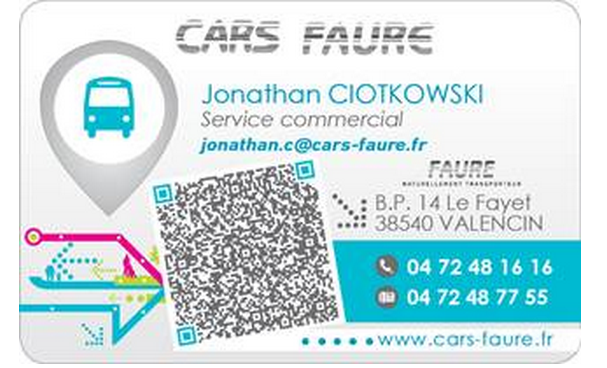 CARS FAURE
Jonathan CIOTKOWSKI
Service commercial
jonathan.c@cars-faure.fr
FAURE
NATURELLEMENT TRANSPORTEUR
B.P. 14 Le Fayet
38540 VALENCIN
04 72 48 16 16
04 72 48 77 55
www.cars-faure.fr